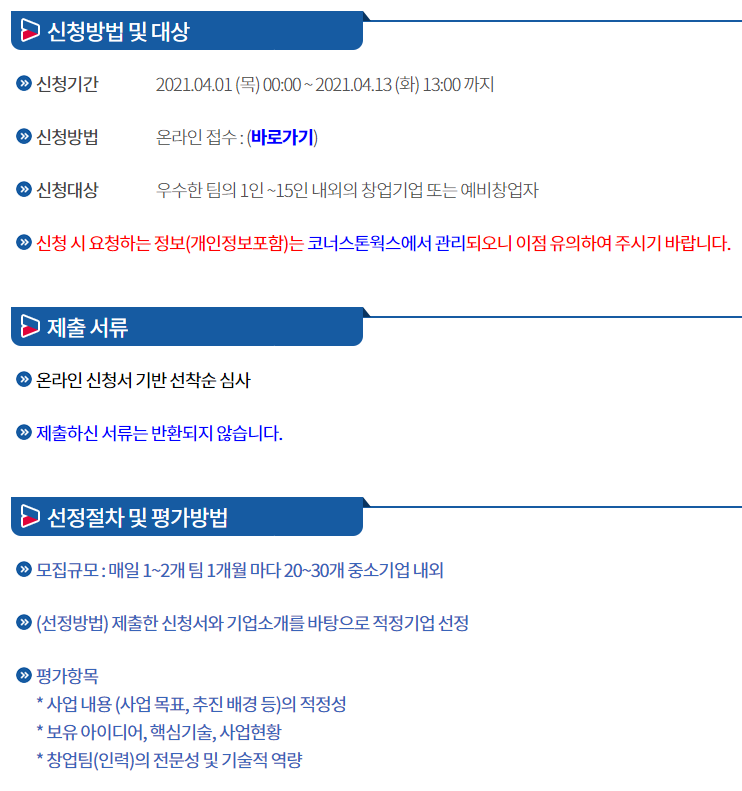 신청방법 및 대상
신청기간 2021.04.01 (목) 00:00 ~ 2021.04.13 (화) 13:00 까지
신청방법 온라인 접수 : (바로가기)
신청대상 우수한 팀의 1인 ~15인 내외의 창업기업 또는 예비창업자
신청 시 요청하는 정보(개인정보포함)는 코너스톤웍스에서 관리되오니 이점 유의하여 주시기 바랍니다.
제출 서류
온라인 신청서 기반 선착순 심사
제출하신 서류는 반환되지 않습니다.
선정절차 및 평가방법
모집규모 : 매일 1~2개 팀 1개월 마다 20~30개 중소기업 내외
(선정방법) 제출한 신청서와 기업소개를 바탕으로 적정기업 선정
평가항목
* 사업 내용 (사업 목표, 추진 배경 등)의 적정성
* 보유 아이디어, 핵심기술, 사업현황
* 창업팀(인력)의 전문성 및 기술적 역량